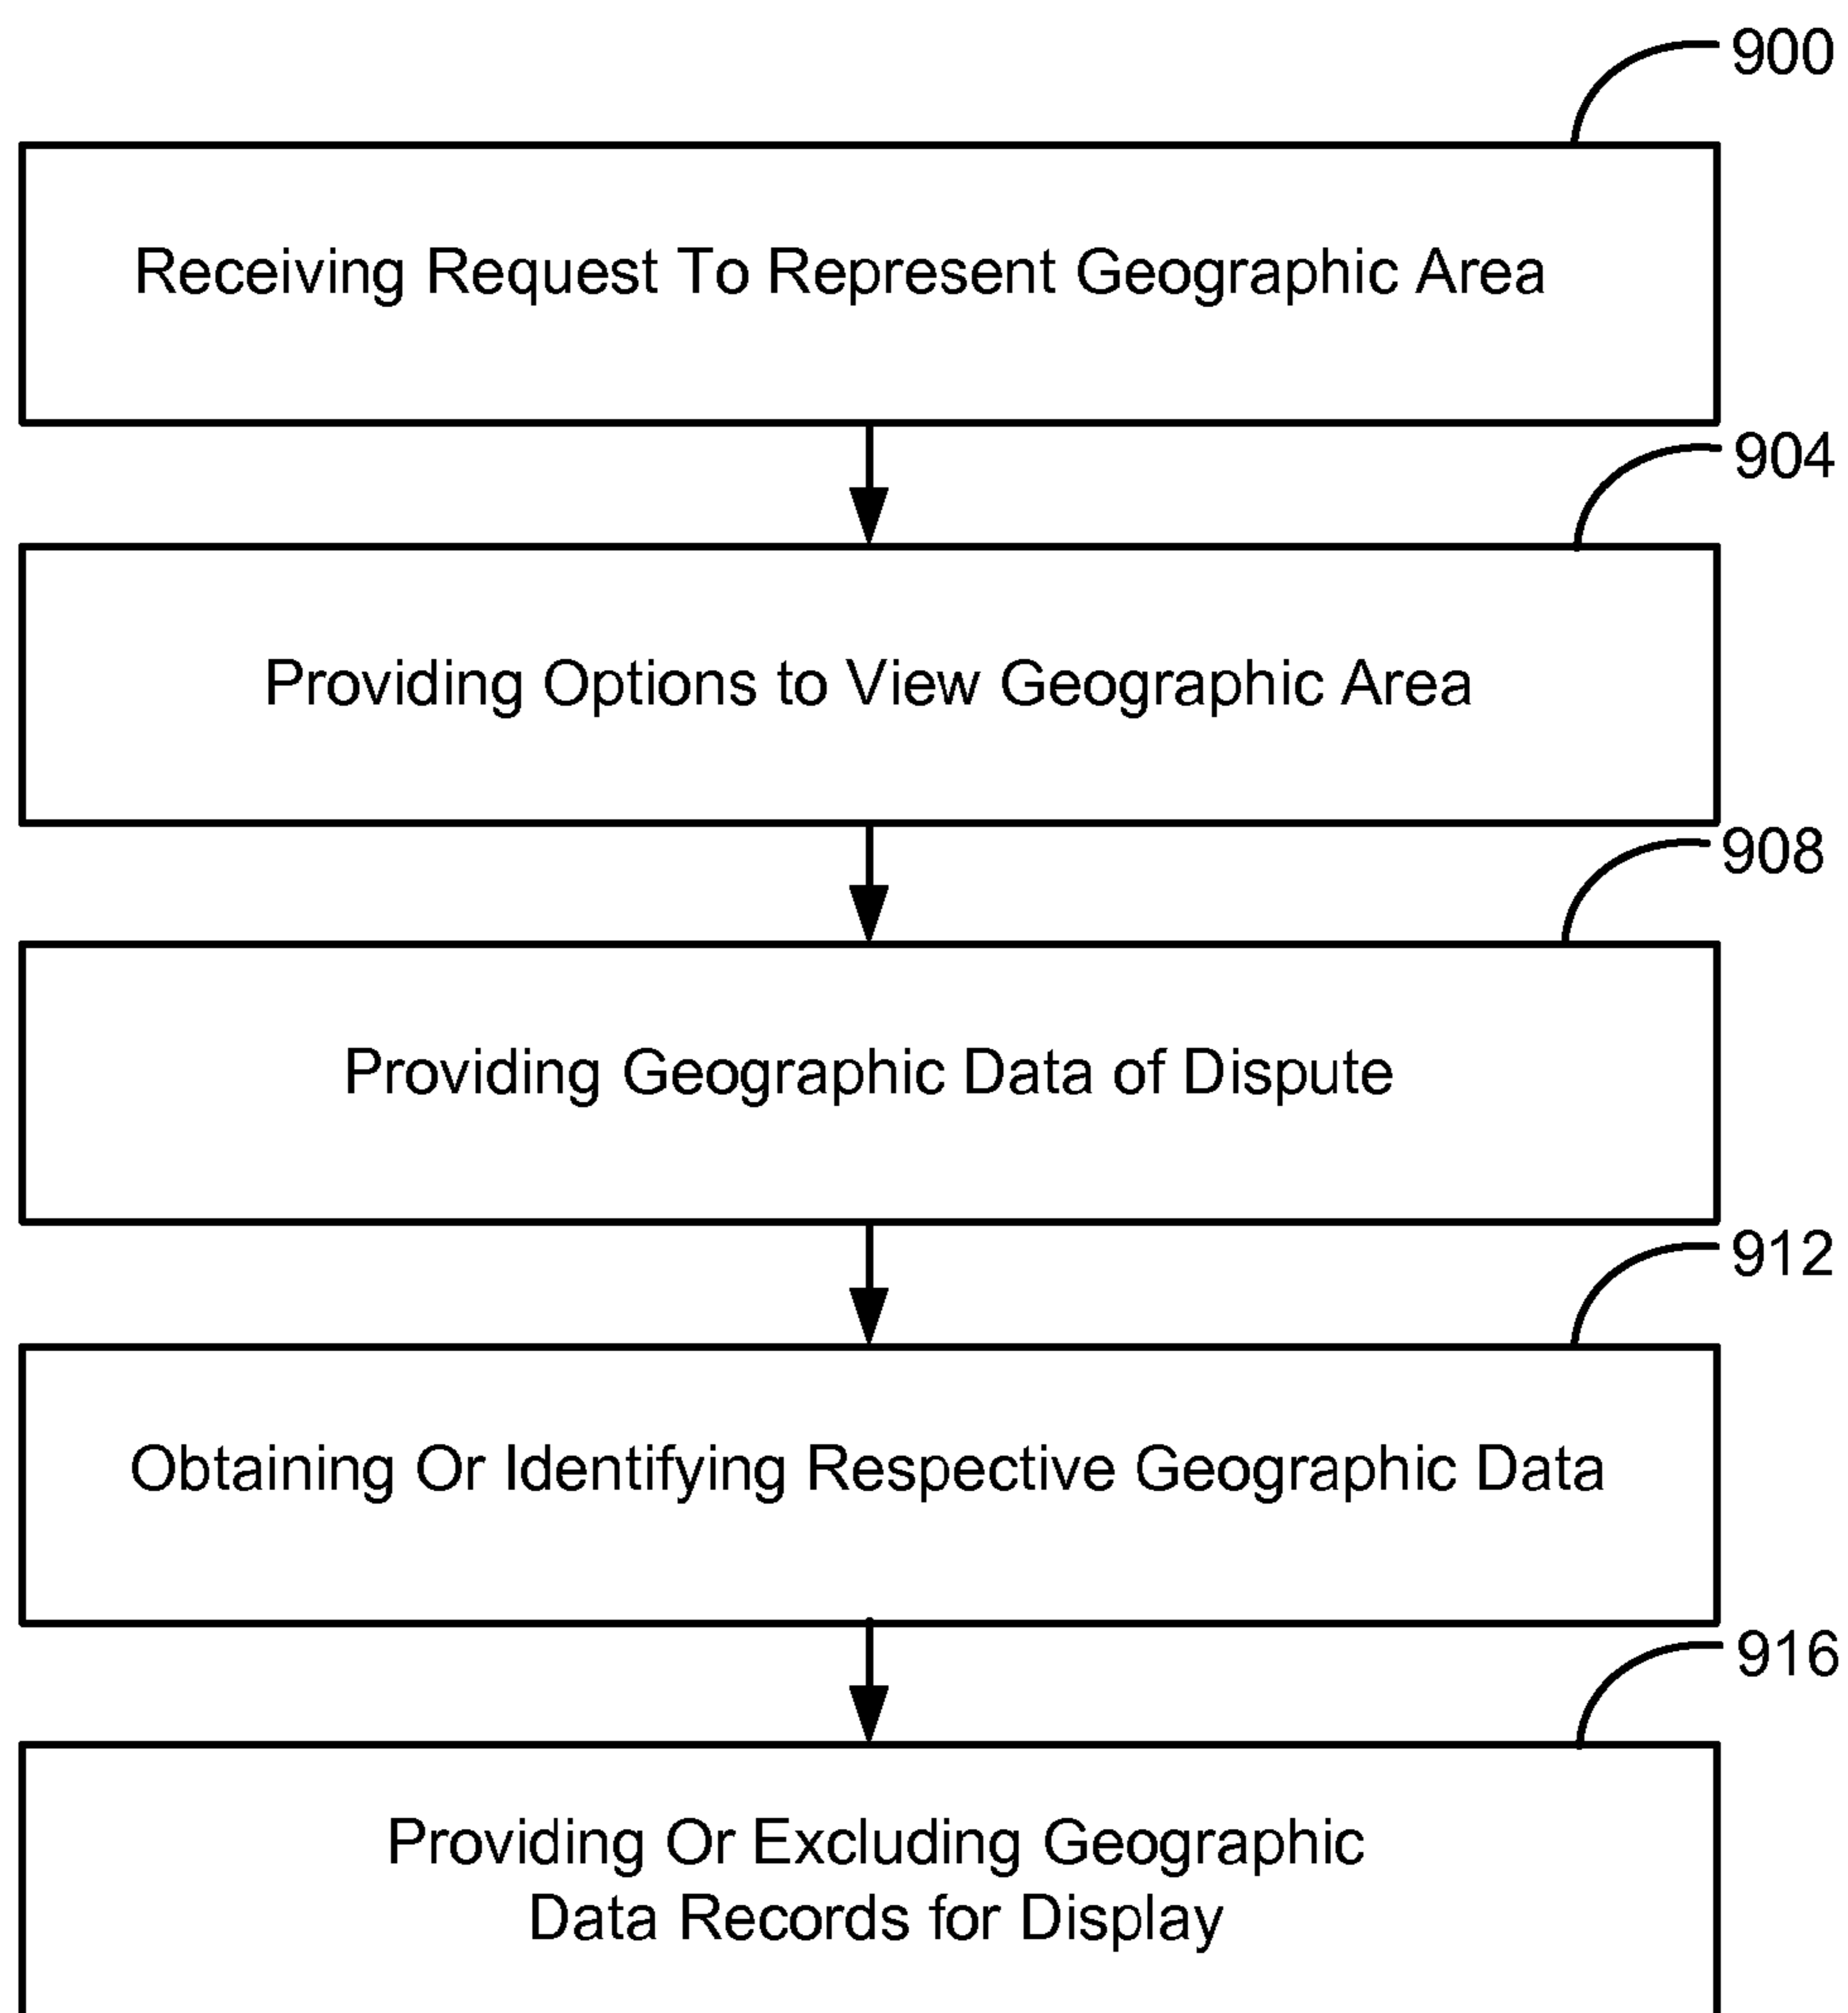 900
Receiving Request To Represent Geographic Area
904
Providing Options to View Geographic Area
908
Providing Geographic Data of Dispute
912
Obtaining Or Identifying Respective Geographic Data
916
Providing Or Excluding Geographic
Data Records for Display